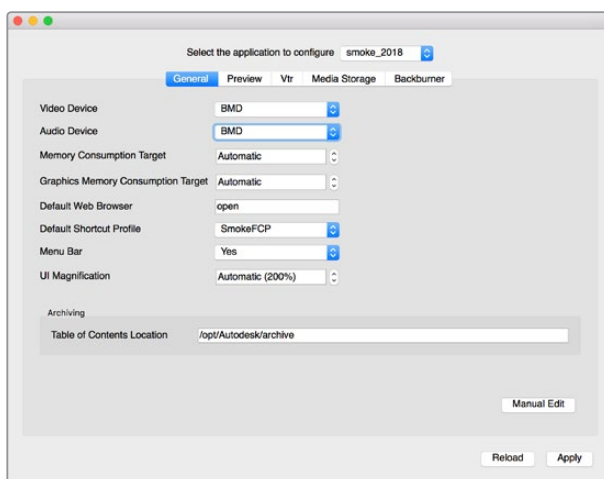 Select the application to configure smoke_2018
General Preview Vtr Media Storage Backburner
Video Device BMD
Audio Device BMD
Memory Consumption Target Automatic
Graphics Memory Consumption Target Automatic
Default Web Browser open
Default Shortcut Profile SmokeFCP
Menu Bar Yes
UI Magnification Automatic (200%)
Archiving
Table of Contents Location /opt/Autodesk/archive
Manual Edit
Reload Apply